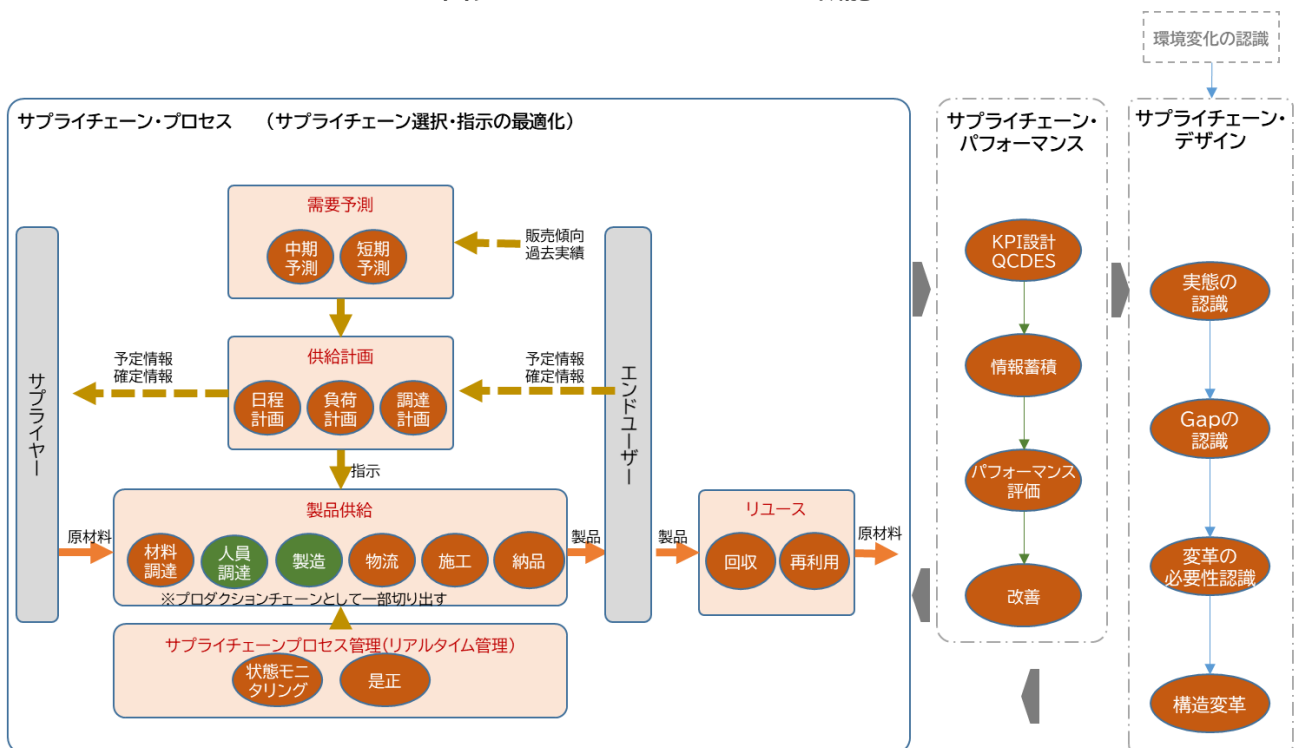 環境変化の認識
サプライチェーン・プロセス （サプライチェーン選択・指示の最適化）
需要予測
中期
予測
短期
予測
販売傾向
過去実績
供給計画
日程
計画
負荷
計画
調達
計画
予定情報
確定情報
予定情報
確定情報
サプライヤー
エンドユーザー
指示
製品供給
原材料
材料
調達
人員
調達
製造
物流
施工
納品
※プロダクションチェーンとして一部切り出す
製品
製品
リユース
回収
再利用
原材料
サプライチェーンプロセス管理(リアルタイム管理)
状態モニ
タリング
是正
サプライチェーン・
パフォーマンス
KPI設計
QCDES
情報蓄積
パフォーマンス
評価
改善
サプライチェーン・
デザイン
実態の
認識
Gapの
認識
変革の
必要性認識
構造変革